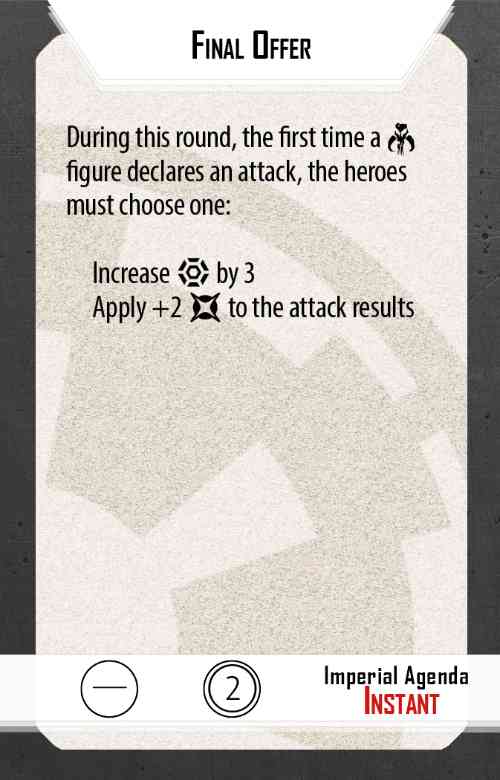 Final Offer
During this round, the first time a
figure declares an attack, the heroes
must choose one:
Increase by 3
Apply +2 to the attack results
— 2 Imperial Agenda
Instant